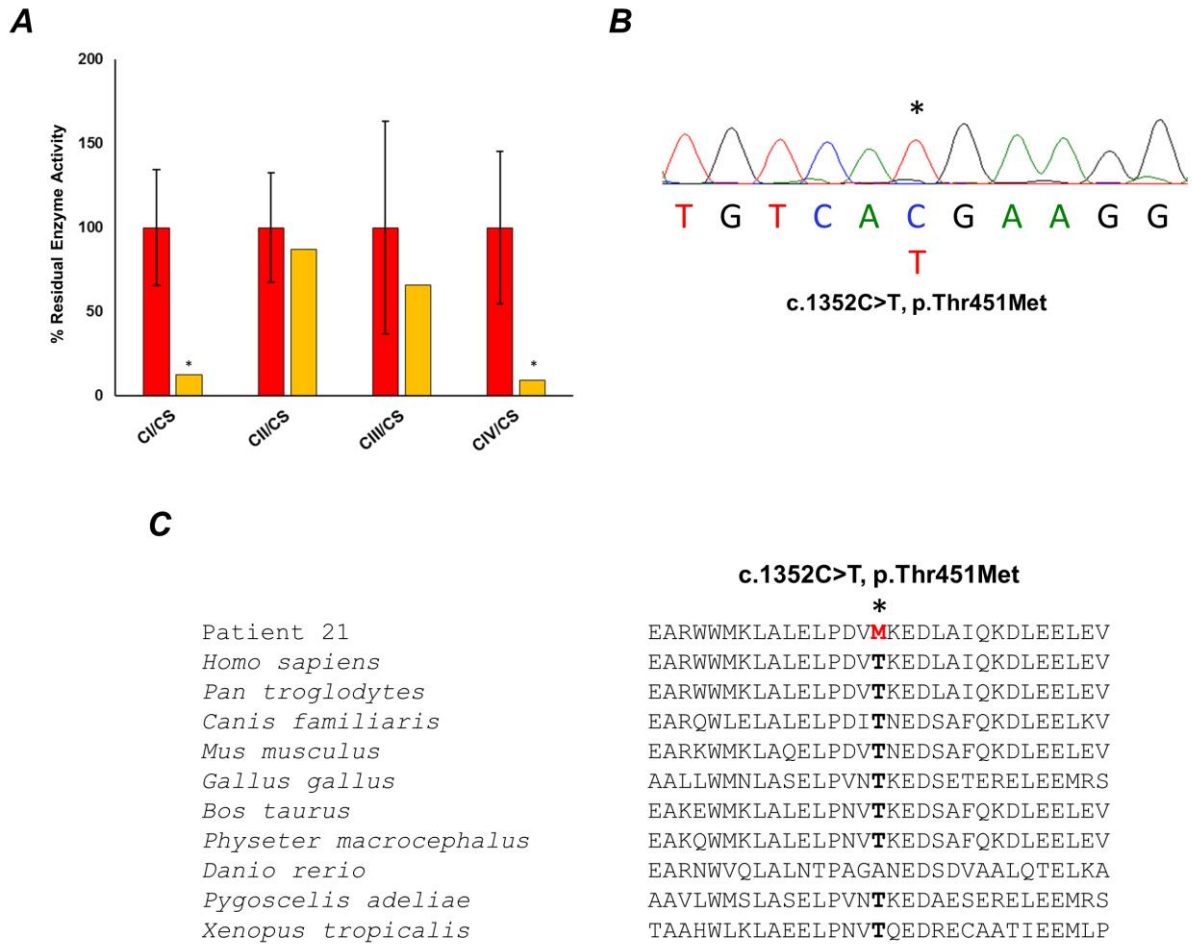 A
% Residual Enzyme Activity
200
150
100
50
0
*
*
CI/CS
CII/CS
CIII/CS
CIV/CS
B
*
T G T C A C G A A G G
T
c.1352C>T, p.Thr451Met
C
c.1352C>T, p.Thr451Met
*
Patient 21 EARWWMKLALELPDVMKEDLAIQKDLEELEV
Homo sapiens EARWWMKLALELPDVTKEDLAIQKDLEELEV
Pan troglodytes EARWWMKLALELPDVTKEDLAIQKDLEELEV
Canis familiaris EARQWLELALELPDITNEDSAFQKDLEELKV
Mus musculus EARKWMKLAQELPDVTNEDSAFQKDLEELEV
Gallus gallus AALLWMNLASELPVNTKEDSETERELEEMRS
Bos taurus EAKEWMKLALELPNVTKEDSAFQKDLEELEV
Physeter macrocephalus EAKQWMKLALELPNVTKEDSAFQKDLEELEV
Danio rerio EARNWVQLALNTPAGANEDSDVAALQTELKA
Pygoscelis adeliae AAVLWMSLASELPVNTKEDAESERELEEMRS
Xenopus tropicalis TAAHWLKLAEELPNVTQEDRECAATIEEMLP